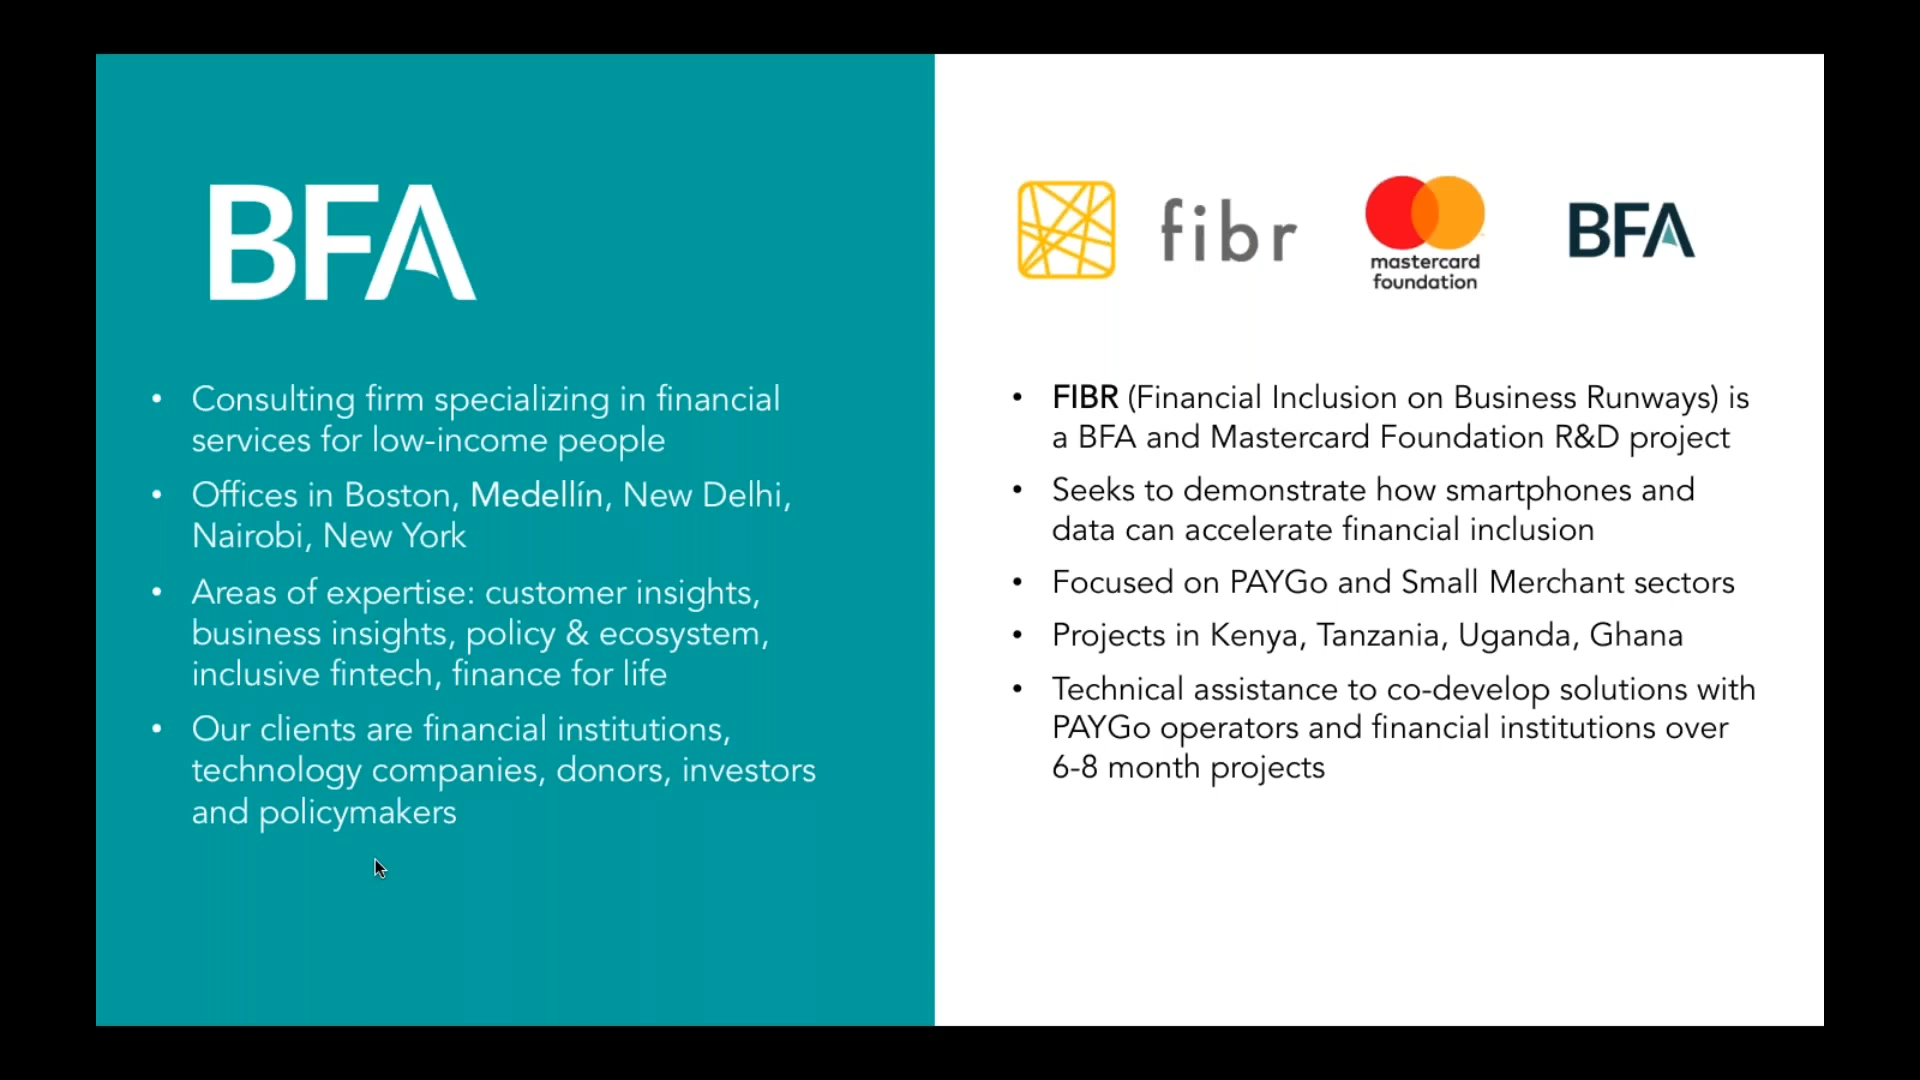 BFA
• Consulting firm specializing in financial
services for low-income people
• Offices in Boston, Medellín, New Delhi,
Nairobi, New York
• Areas of expertise: customer insights,
business insights, policy & ecosystem,
inclusive fintech, finance for life
• Our clients are financial institutions,
technology companies, donors, investors
and policymakers
fibr
mastercard
foundation
BFA
• FIBR (Financial Inclusion on Business Runways) is
a BFA and Mastercard Foundation R&D project
• Seeks to demonstrate how smartphones and
data can accelerate financial inclusion
• Focused on PAYGo and Small Merchant sectors
• Projects in Kenya, Tanzania, Uganda, Ghana
• Technical assistance to co-develop solutions with
PAYGo operators and financial institutions over
6-8 month projects